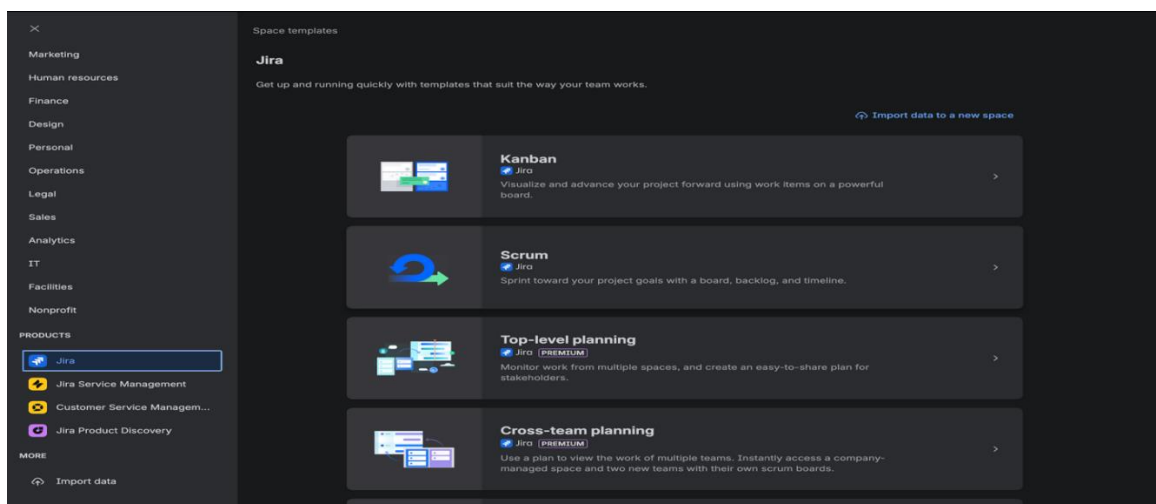 Marketing
Human resources
Finance
Design
Personal
Operations
Legal
Sales
Analytics
IT
Facilities
Nonprofit
PRODUCTS
Jira
Jira Service Management
Customer Service Managem...
Jira Product Discovery
MORE
Import data
Space templates
Jira
Get up and running quickly with templates that suit the way your team works.
Import data to a new space
Kanban
Jira
Visualize and advance your project forward using work items on a powerful
board.
Scrum
Jira
Sprint toward your project goals with a board, backlog, and timeline.
Top-level planning
Jira PREMIUM
Monitor work from multiple spaces, and create an easy-to-share plan for
stakeholders.
Cross-team planning
Jira PREMIUM
Use a plan to view the work of multiple teams. Instantly access a company-
managed space and two new teams with their own scrum boards.